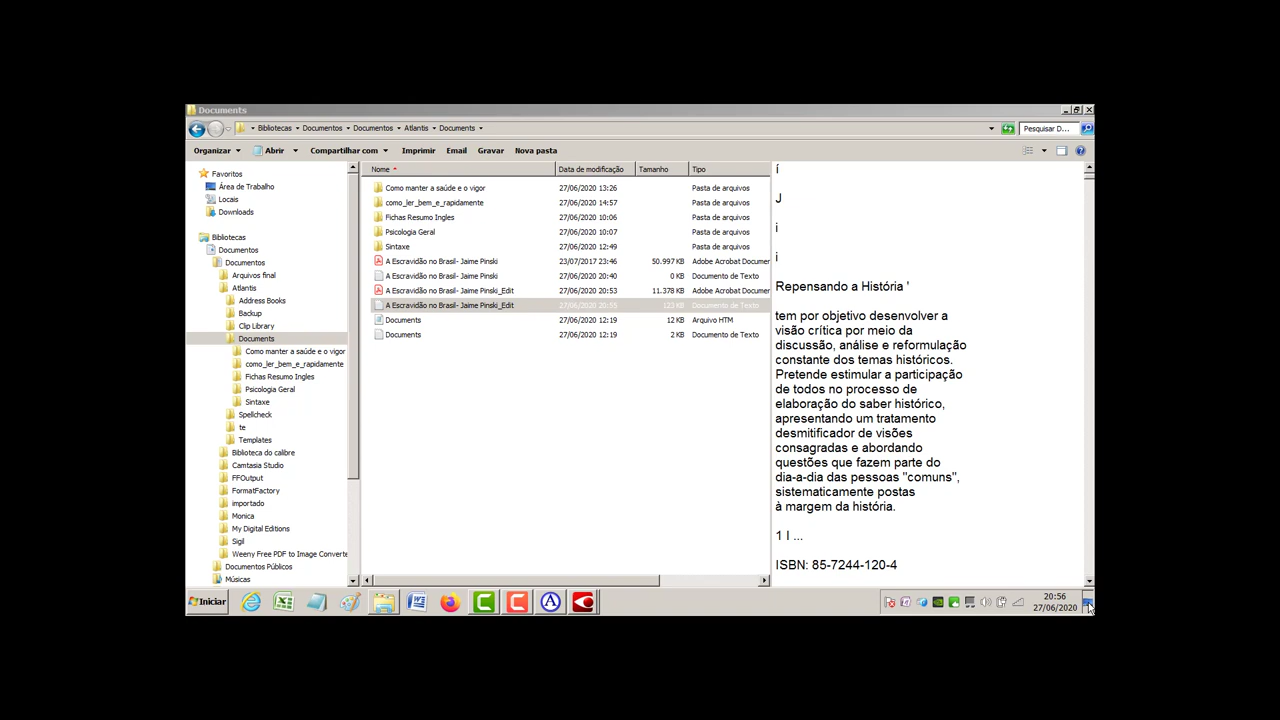 Documents
Bibliotecas Documentos Documentos Atlantis Documents
Pesquisar D...
Organizar Abrir Compartilhar com Imprimir Email Gravar Nova pasta
Favoritos
Área de Trabalho
Locais
Downloads
Bibliotecas
Documentos
Documentos
Arquivos final
Atlantis
Address Books
Backup
Clip Library
Documents
Como manter a saúde e o vigor
como_ler_bem_e_rapidamente
Fichas Resumo Ingles
Psicologia Geral
Sintaxe
Spellcheck
te
Templates
Biblioteca do calibre
Camtasia Studio
FFOutput
FormatFactory
importado
Monica
My Digital Editions
Sigil
Weeny Free PDF to Image Converte
Documentos Públicos
Músicas
Nome Data de modificação Tamanho Tipo
Como manter a saúde e o vigor 27/06/2020 13:26 Pasta de arquivos
como_ler_bem_e_rapidamente 27/06/2020 14:57 Pasta de arquivos
Fichas Resumo Ingles 27/06/2020 10:06 Pasta de arquivos
Psicologia Geral 27/06/2020 10:07 Pasta de arquivos
Sintaxe 27/06/2020 12:49 Pasta de arquivos
A Escravidão no Brasil- Jaime Pinski 23/07/2017 23:46 50.997 KB Adobe Acrobat Documen
A Escravidão no Brasil- Jaime Pinski 27/06/2020 20:40 0 KB Documento de Texto
A Escravidão no Brasil- Jaime Pinski_Edit 27/06/2020 20:53 11.378 KB Adobe Acrobat Documen
A Escravidão no Brasil- Jaime Pinski_Edit 27/06/2020 20:55 123 KB Documento de Texto
Documents 27/06/2020 12:19 12 KB Arquivo HTM
Documents 27/06/2020 12:19 2 KB Documento de Texto
í
J
i
i
Repensando a História '
tem por objetivo desenvolver a
visão crítica por meio da
discussão, análise e reformulação
constante dos temas históricos.
Pretende estimular a participação
de todos no processo de
elaboração do saber histórico,
apresentando um tratamento
desmitificador de visões
consagradas e abordando
questões que fazem parte do
dia-a-dia das pessoas "comuns",
sistematicamente postas
à margem da história.
1 I ...
ISBN: 85-7244-120-4
Iniciar
20:56
27/06/2020